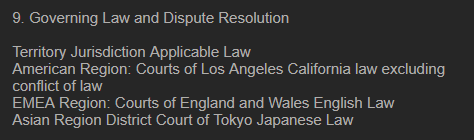 9. Governing Law and Dispute Resolution
Territory Jurisdiction Applicable Law
American Region: Courts of Los Angeles California law excluding
conflict of law
EMEA Region: Courts of England and Wales English Law
Asian Region District Court of Tokyo Japanese Law